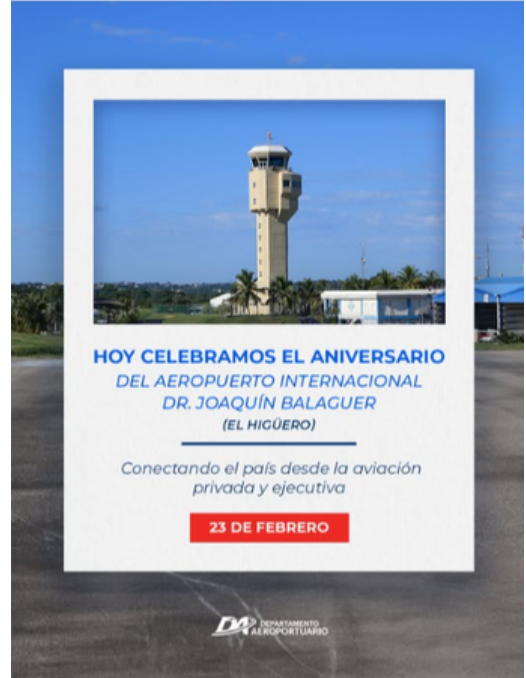 HOY CELEBRAMOS EL ANIVERSARIO
DEL AEROPUERTO INTERNACIONAL
DR. JOAQUÍN BALAGUER
(EL HIGÜERO)
Conectando el país desde la aviación
privada y ejecutiva
23 DE FEBRERO
DA DEPARTAMENTO
AEROPORTUARIO